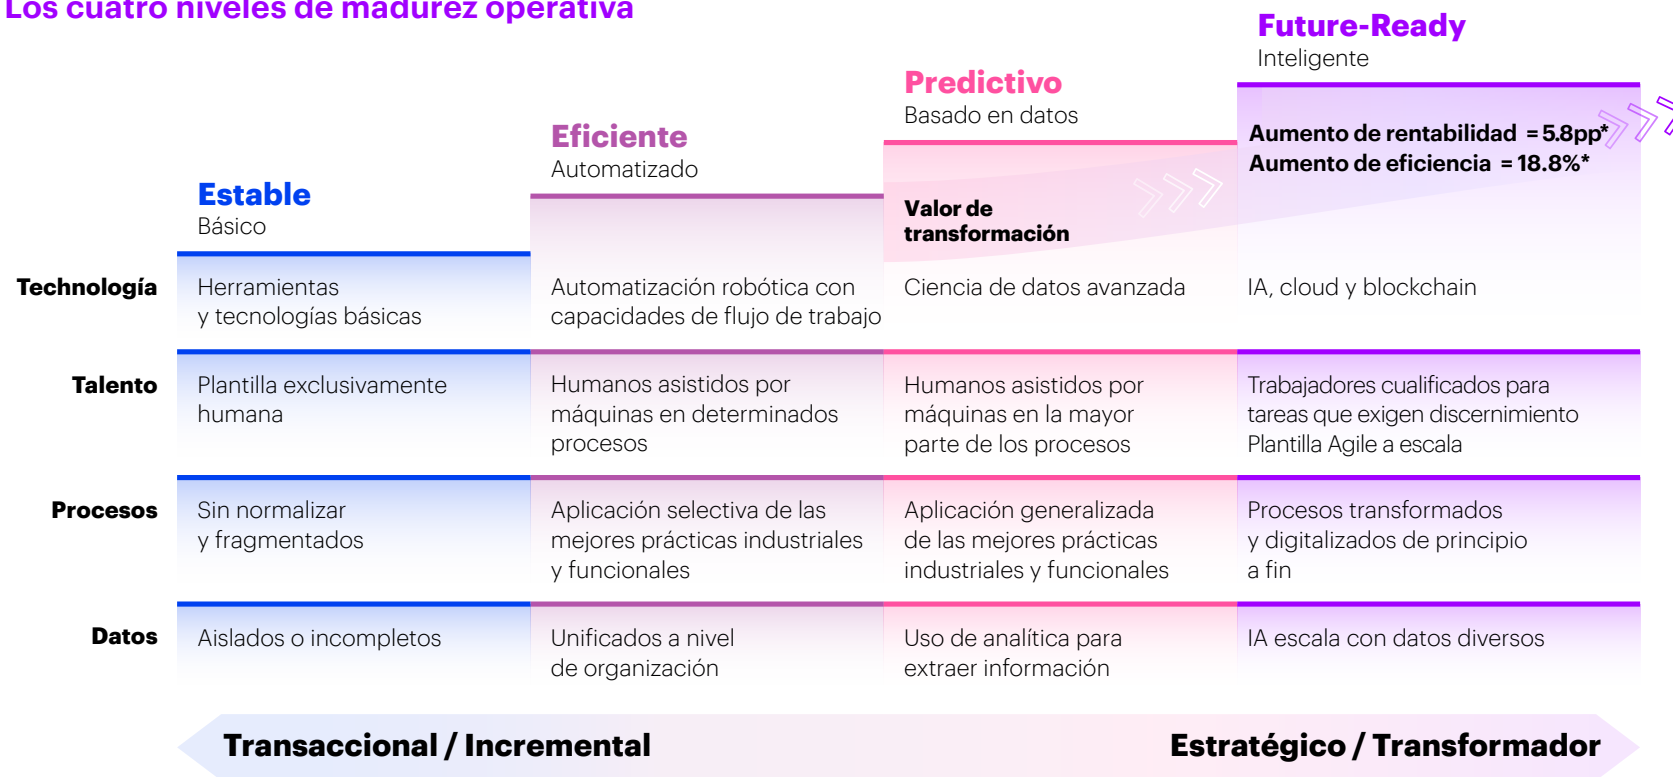 Los cuatro niveles de madurez operativa
Future-Ready
Inteligente
Predictivo
Basado en datos
Eficiente
Automatizado
Estable
Básico
Aumento de rentabilidad = 5.8pp*
Aumento de eficiencia = 18.8%*
Valor de
transformación
Technología
Herramientas
y tecnologías básicas
Automatización robótica con
capacidades de flujo de trabajo
Ciencia de datos avanzada
IA, cloud y blockchain
Talento
Plantilla exclusivamente
humana
Humanos asistidos por
máquinas en determinados
procesos
Humanos asistidos por
máquinas en la mayor
parte de los procesos
Trabajadores cualificados para
tareas que exigen discernimiento
Plantilla Agile a escala
Procesos
Sin normalizar
y fragmentados
Aplicación selectiva de las
mejores prácticas industriales
y funcionales
Aplicación generalizada
de las mejores prácticas
industriales y funcionales
Procesos transformados
y digitalizados de principio
a fin
Datos
Aislados o incompletos
Unificados a nivel
de organización
Uso de analítica para
extraer información
IA escala con datos diversos
Transaccional / Incremental
Estratégico / Transformador